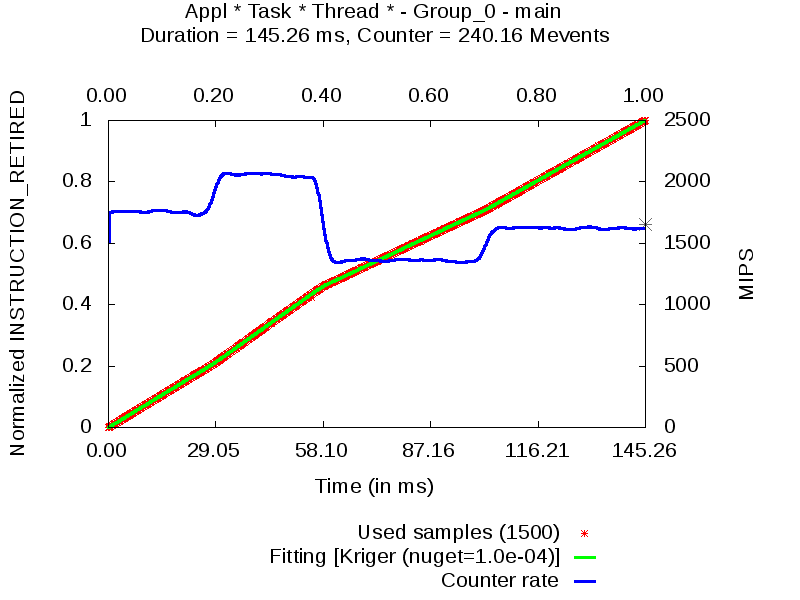 Appl * Task * Thread * - Group_0 - main
Duration = 145.26 ms, Counter = 240.16 Mevents
0.00 0.20 0.40 0.60 0.80 1.00
Normalized INSTRUCTION_RETIRED
1
0.8
0.6
0.4
0.2
0
2500
2000
1500
1000
500
0
MIPS
0.00 29.05 58.10 87.16 116.21 145.26
Time (in ms)
Used samples (1500)
Fitting [Kriger (nuget=1.0e-04)]
Counter rate